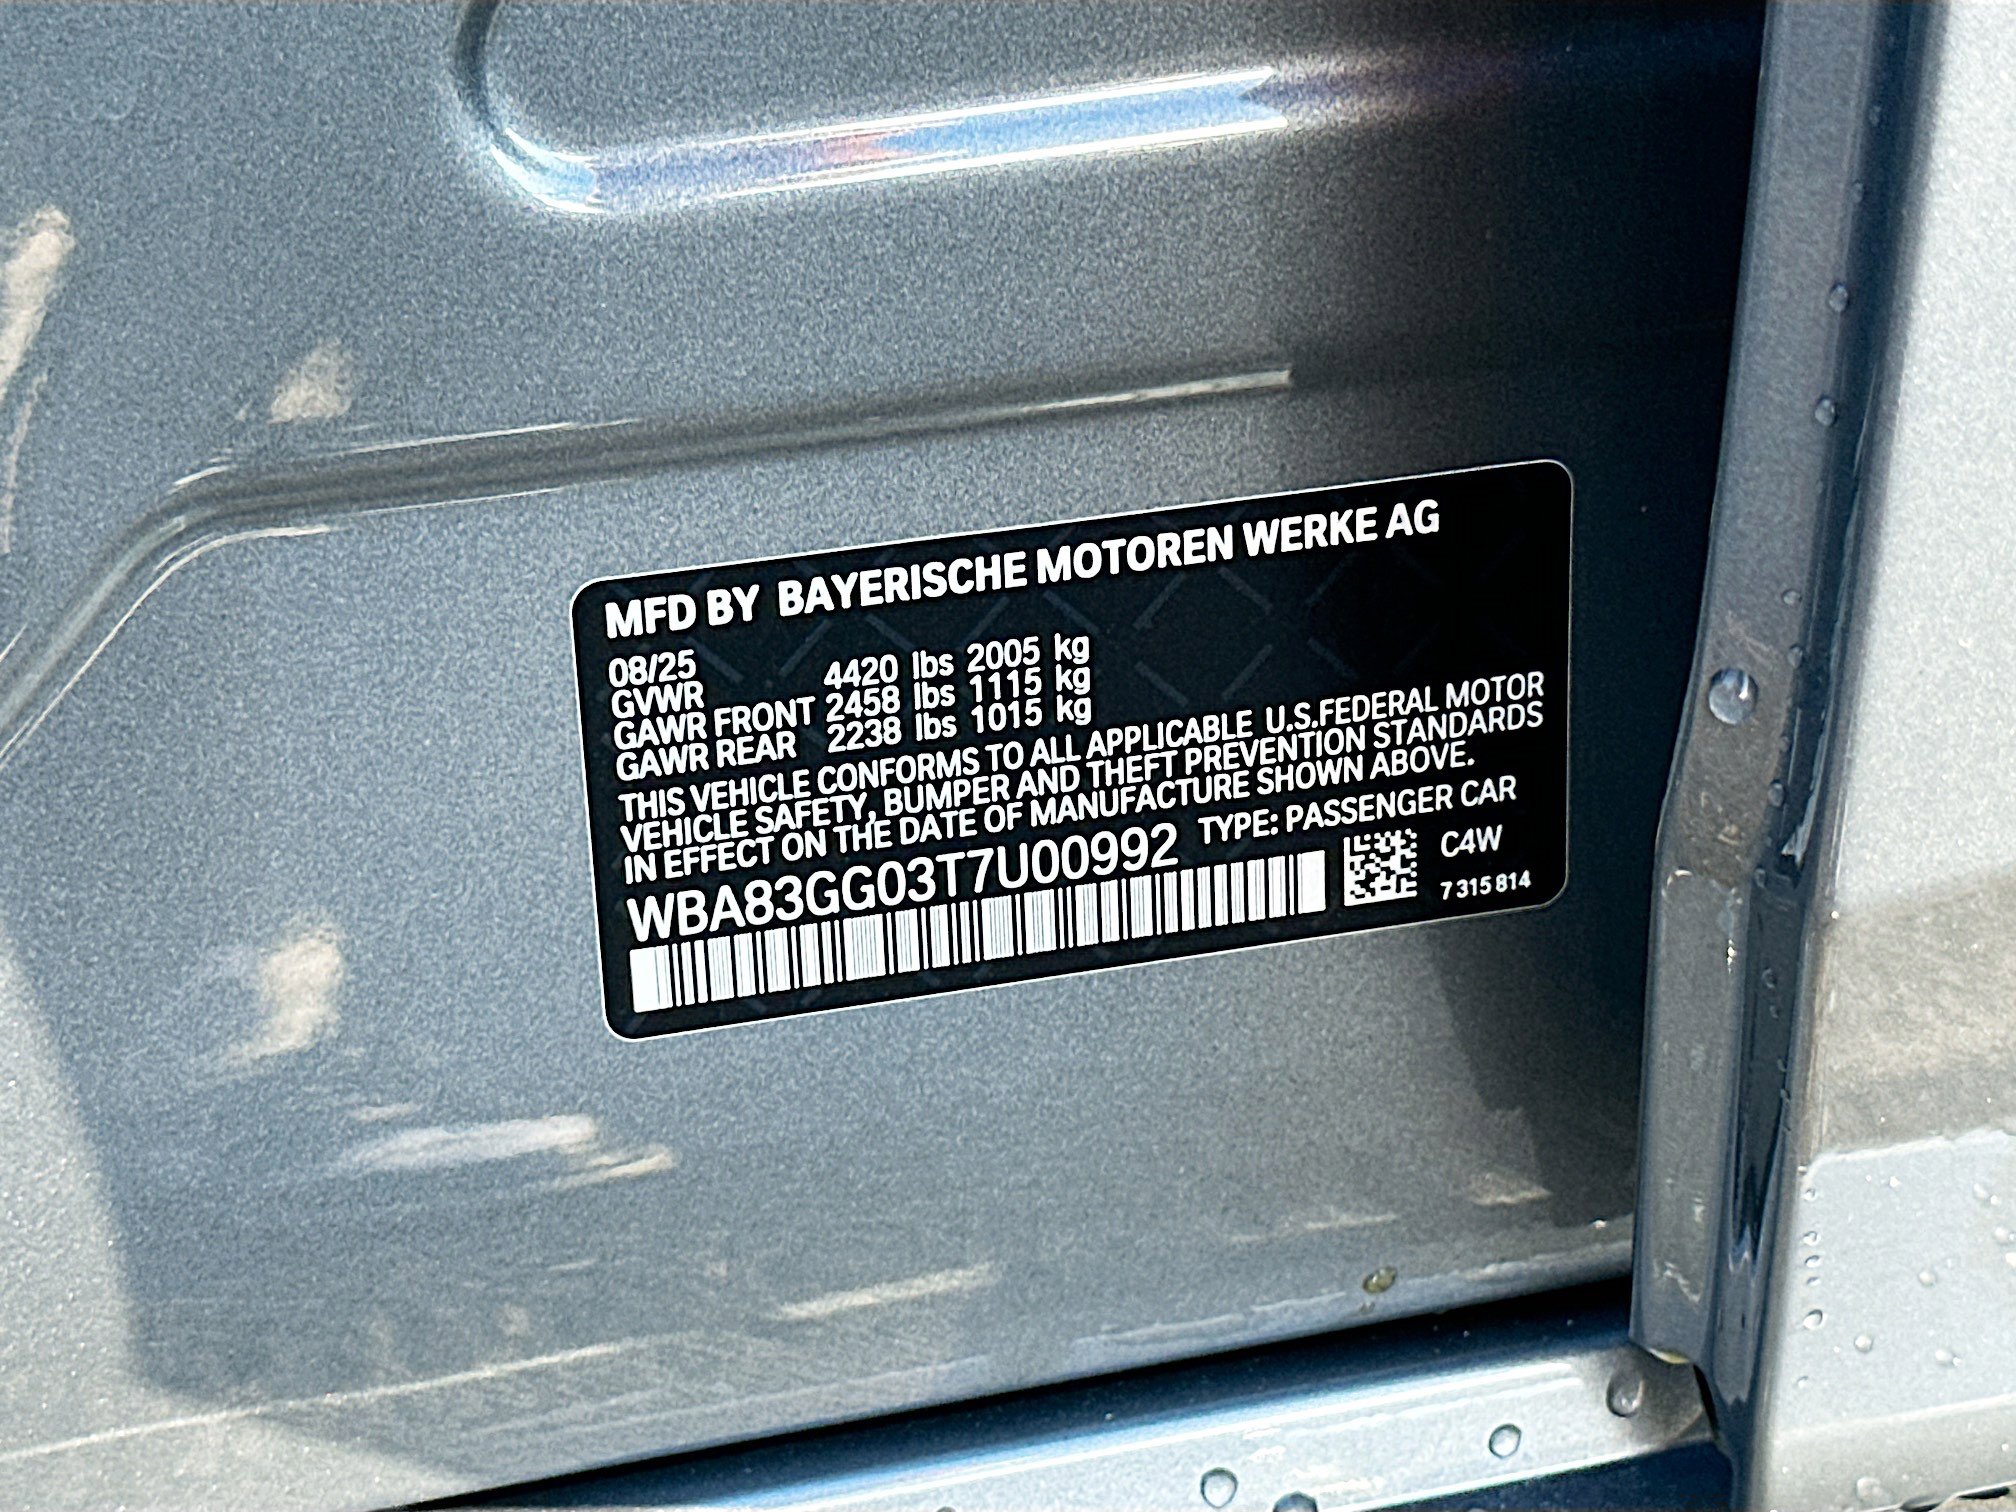 MFD BY BAYERISCHE MOTOREN WERKE AG
08/25
GVWR 4420 lbs 2005 kg
GAWR FRONT 2458 lbs 1115 kg
GAWR REAR 2238 lbs 1015 kg
THIS VEHICLE CONFORMS TO ALL APPLICABLE U.S.FEDERAL MOTOR
VEHICLE SAFETY, BUMPER AND THEFT PREVENTION STANDARDS
IN EFFECT ON THE DATE OF MANUFACTURE SHOWN ABOVE.
WBA83GG03T7U00992 TYPE: PASSENGER CAR
C4W
7 315 814